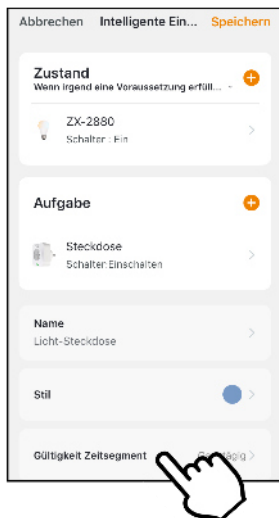 Abbrechen Intelligente Ein... Speichern
Zustand
Wenn irgend eine Voraussetzung erfüll...
ZX-2880
Schalter : Ein
Aufgabe
Steckdose
Schalter:Einschalten
Name
Licht-Steckdose
Stil
Gültigkeit Zeitsegment